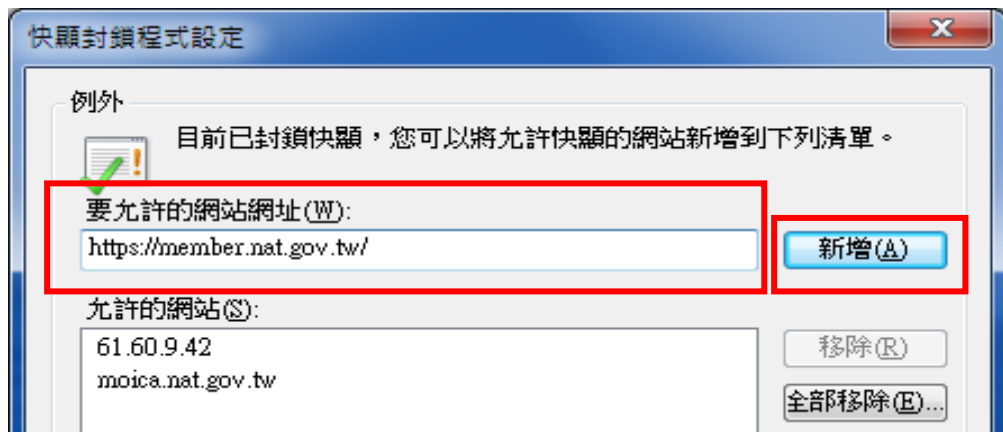 快顯封鎖程式設定
例外
目前已封鎖快顯，您可以將允許快顯的網站新增到下列清單。
要允許的網站網址(W):
https://member.nat.gov.tw/
新增(A)
允許的網站(S):
61.60.9.42
移除(R)
moica.nat.gov.tw
全部移除(E)...